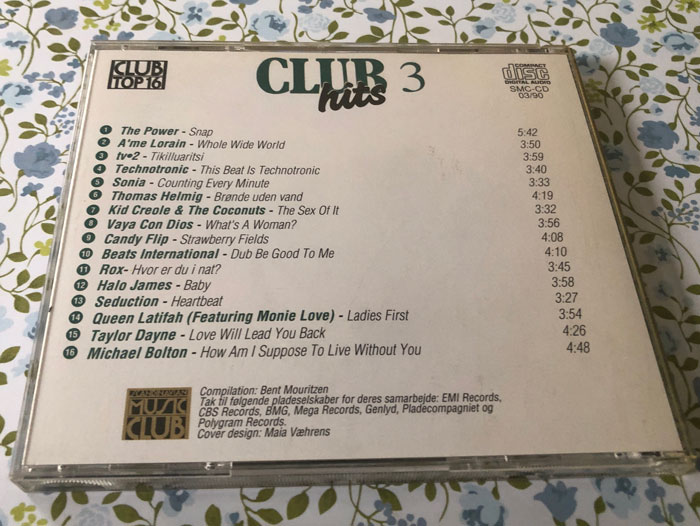 CLUB
TOP 16
CLUB 3
hits
COMPACT
disc
DIGITAL AUDIO
SMC-CD
03/90
1 The Power - Snap 5:42
2 A'me Lorain - Whole Wide World 3:50
3 tv•2 - Tikilluaritsi 3:59
4 Technotronic - This Beat Is Technotronic 3:40
5 Sonia - Counting Every Minute 3:33
6 Thomas Helmig - Brønde uden vand 4:19
7 Kid Creole & The Coconuts - The Sex Of It 3:32
8 Vaya Con Dios - What's A Woman? 3:56
9 Candy Flip - Strawberry Fields 4:08
10 Beats International - Dub Be Good To Me 4:10
11 Rox- Hvor er du i nat? 3:45
12 Halo James - Baby 3:58
13 Seduction - Heartbeat 3:27
14 Queen Latifah (Featuring Monie Love) - Ladies First 3:54
15 Taylor Dayne - Love Will Lead You Back 4:26
16 Michael Bolton - How Am I Suppose To Live Without You 4:48
SCANDINAVIAN
MUSIC
CLUB
Compilation: Bent Mouritzen
Tak til følgende pladeselskaber for deres samarbejde: EMI Records,
CBS Records, BMG, Mega Records, Genlyd, Pladecompagniet og
Polygram Records.
Cover design: Maia Væhrens